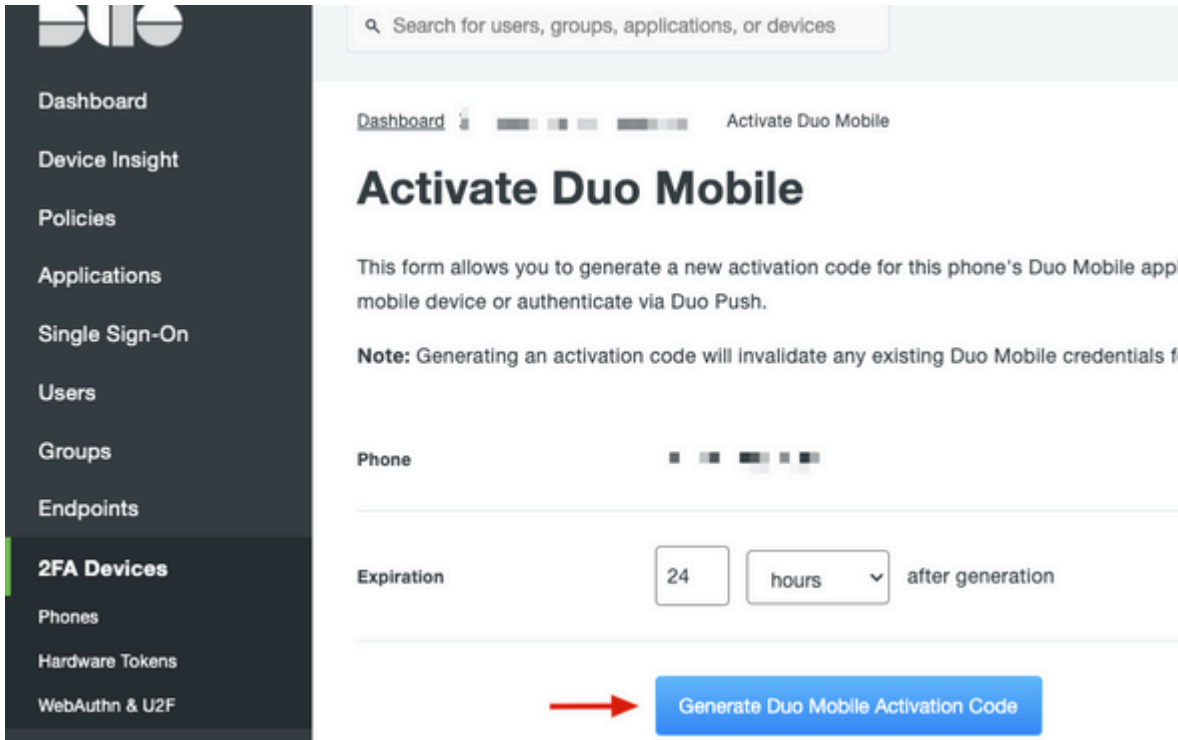 Search for users, groups, applications, or devices
Dashboard
Device Insight
Policies
Applications
Single Sign-On
Users
Groups
Endpoints
2FA Devices
Phones
Hardware Tokens
WebAuthn & U2F
Dashboard Activate Duo Mobile
Activate Duo Mobile
This form allows you to generate a new activation code for this phone's Duo Mobile
mobile device or authenticate via Duo Push.
Note: Generating an activation code will invalidate any existing Duo Mobile credentials
Phone
Expiration 24 hours after generation
Generate Duo Mobile Activation Code